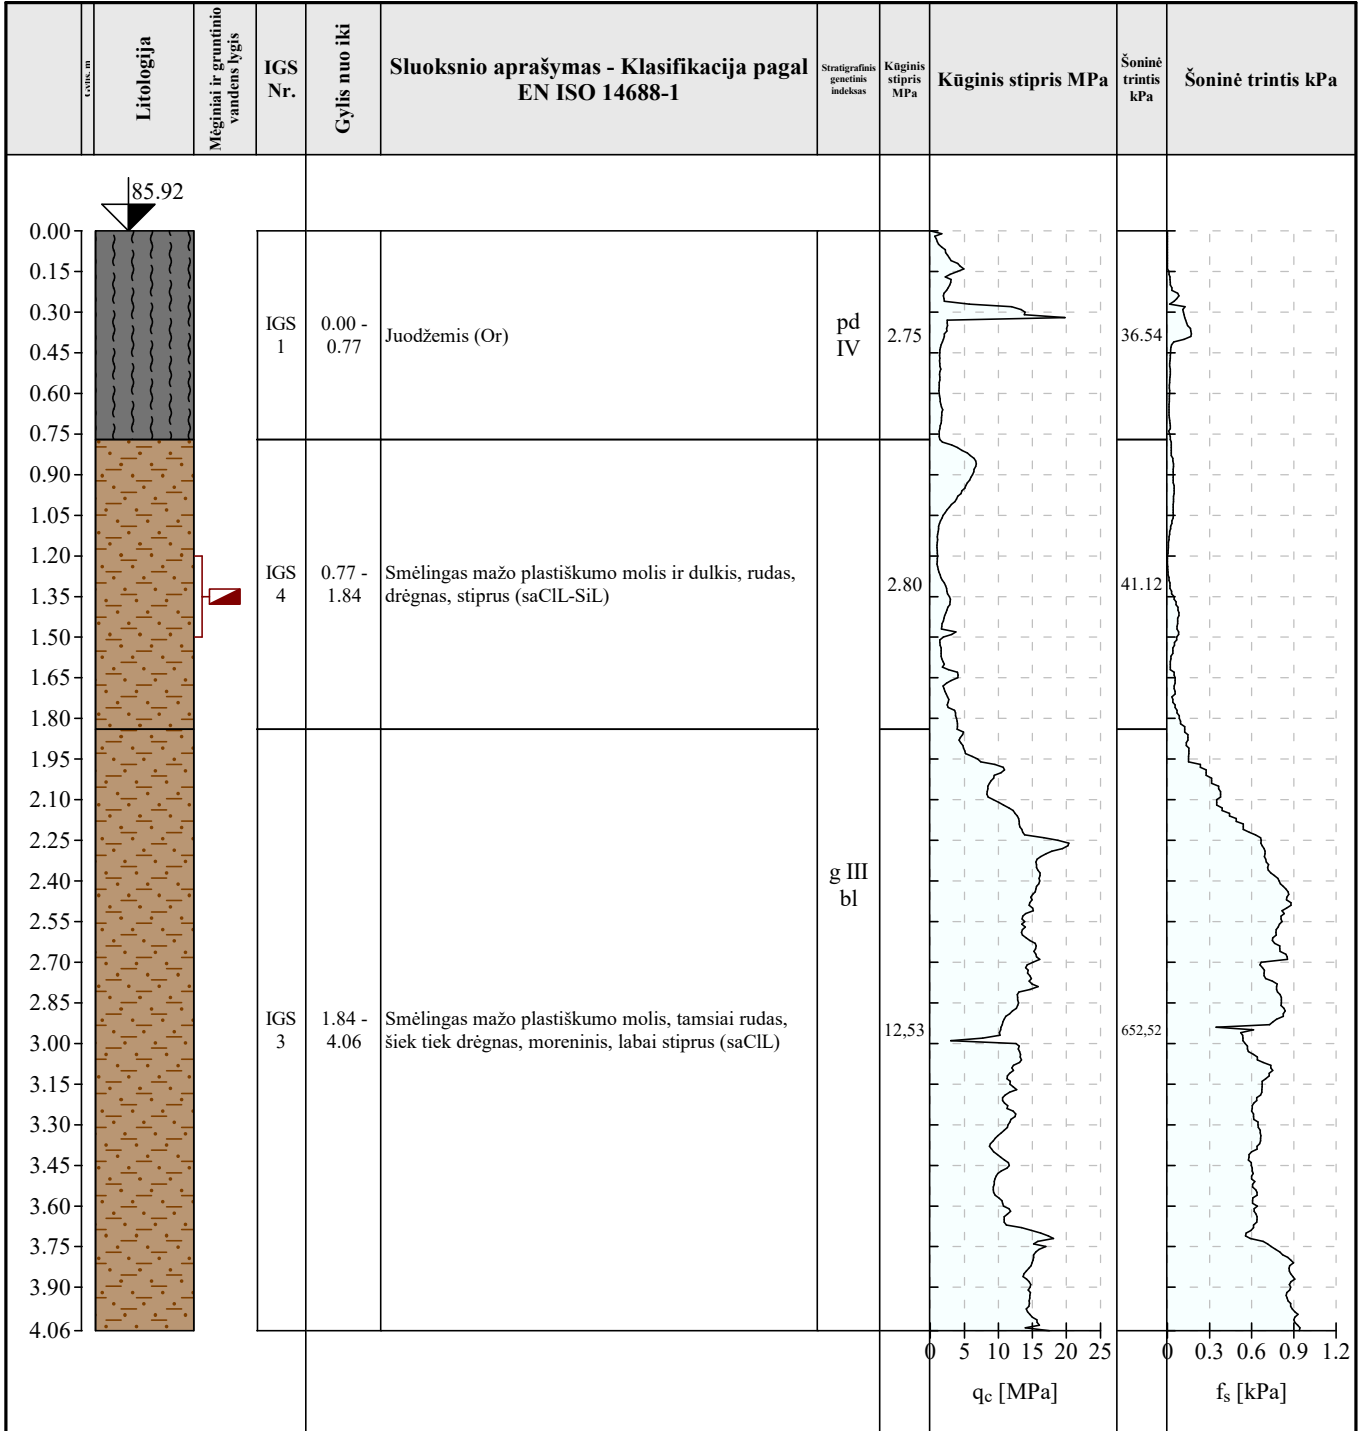 Gylis, m
Litologija
Mėginiai ir gruntinio
vandens lygis
IGS
Nr.
Gylis nuo iki
Sluoksnio aprašymas - Klasifikacija pagal
EN ISO 14688-1
Stratigrafinis
genetinis
indeksas
Kūginis
stipris
MPa
Kūginis stipris MPa
Šoninė
trintis
kPa
Šoninė trintis kPa
85.92
0.00
0.15
0.30
0.45
0.60
0.75
0.90
1.05
1.20
1.35
1.50
1.65
1.80
1.95
2.10
2.25
2.40
2.55
2.70
2.85
3.00
3.15
3.30
3.45
3.60
3.75
3.90
4.06
IGS
1
0.00 -
0.77
Juodžemis (Or)
pd
IV
2.75
36.54
IGS
4
0.77 -
1.84
Smėlingas mažo plastiškumo molis ir dulkis, rudas,
drėgnas, stiprus (saClL-SiL)
2.80
41.12
g III
bl
IGS
3
1.84 -
4.06
Smėlingas mažo plastiškumo molis, tamsiai rudas,
šiek tiek drėgnas, moreninis, labai stiprus (saClL)
12,53
652,52
0 5 10 15 20 25
qc [MPa]
0 0.3 0.6 0.9 1.2
fs [kPa]